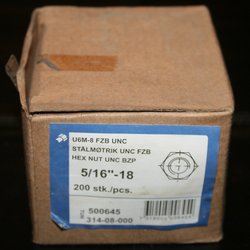 U6M-8 FZB UNC
STÅLMØTRIK UNC FZB
HEX NUT UNC BZP
5/16"-18
200 stk./pcs.
500645
314-08-000